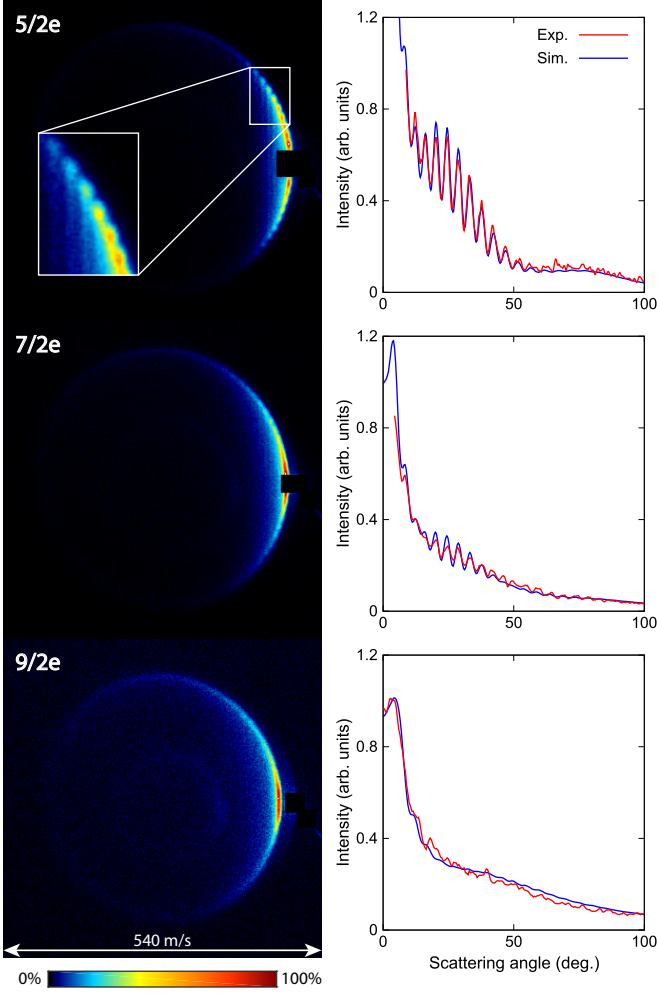 5/2e
1.2
Exp.
Sim.
0.8
0.4
0
0
50
100
Intensity (arb. units)
7/2e
1.2
0.8
0.4
0
0
50
100
Intensity (arb. units)
9/2e
1.2
0.8
0.4
0
0
50
100
Intensity (arb. units)
Scattering angle (deg.)
540 m/s
0%
100%